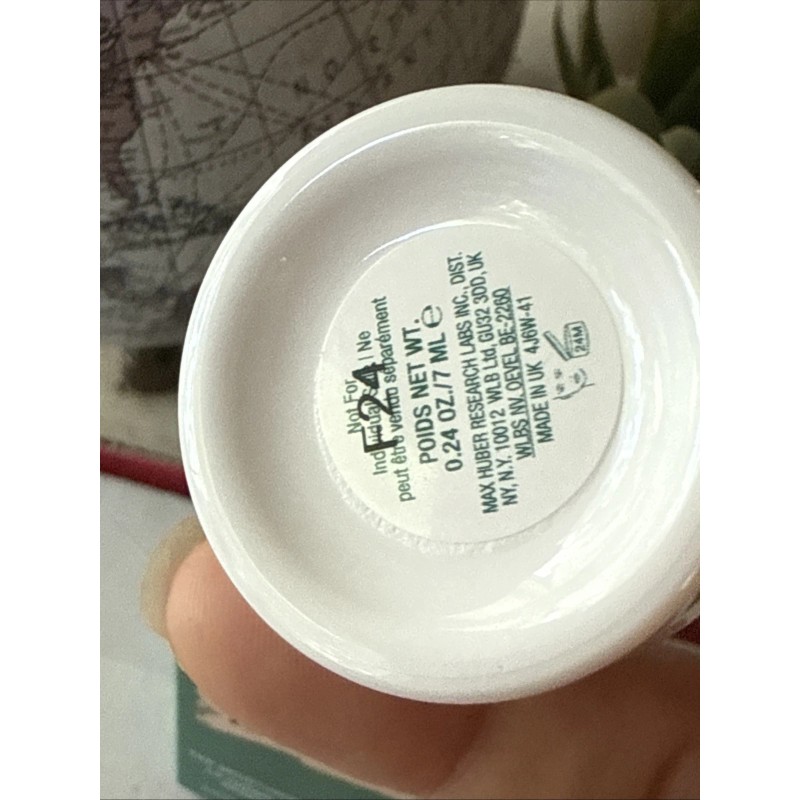 Not For
Individual Sale / Ne
peut être vendu séparément
F24
POIDS NET WT.
0.24 OZ./7 ML ℮
MAX HUBER RESEARCH LABS INC., DIST.
NY, N.Y. 10012 WLB Ltd, GU32 3DD, UK
WLBS NV, OEVEL BE-2260
MADE IN UK 4J6W-41
24M